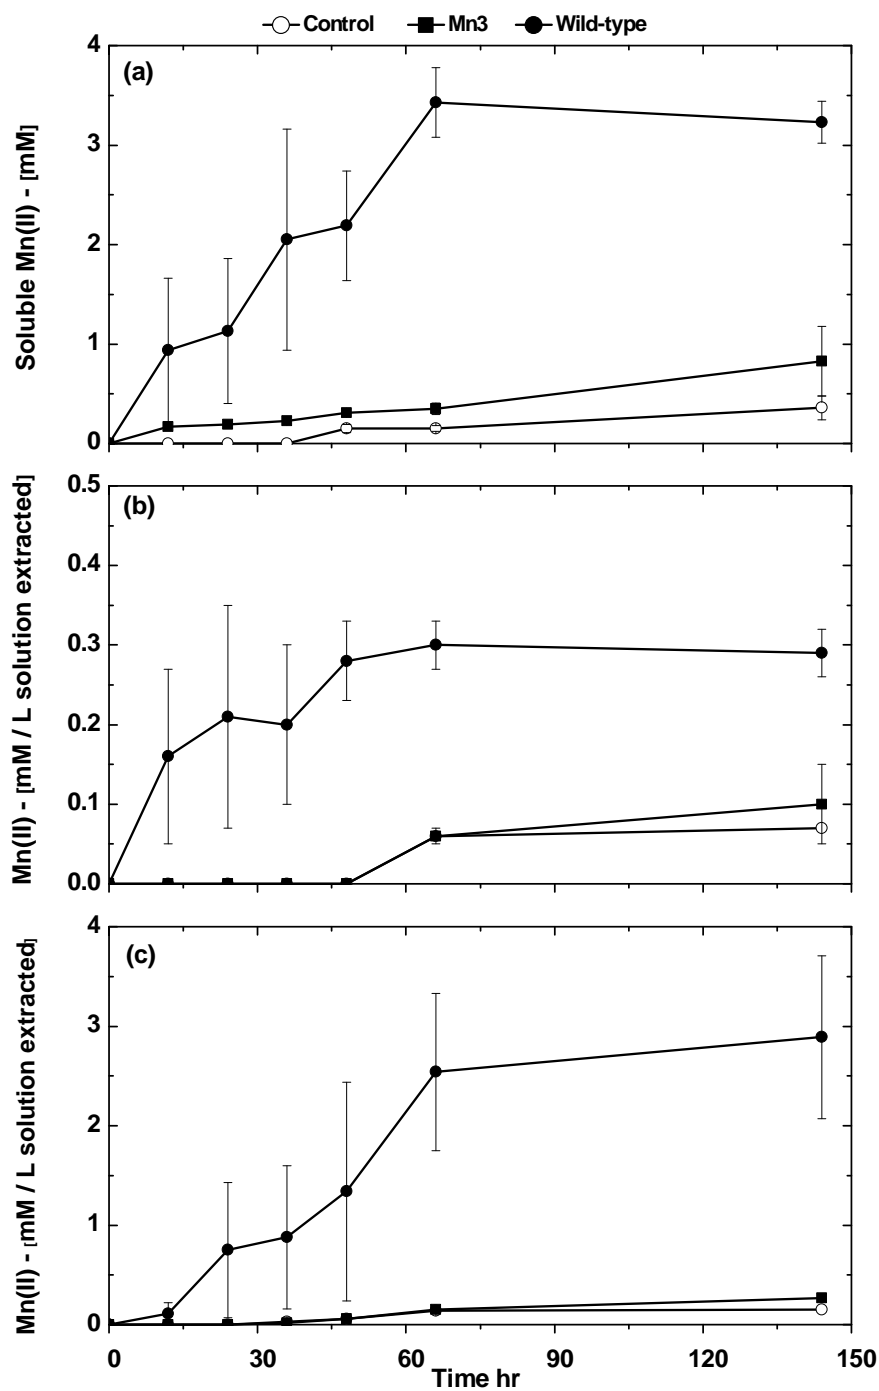 Control Mn3 Wild-type
(a)
Soluble Mn(II) - [mM]
4
3
2
1
0
(b)
Mn(II) - [mM / L solution extracted]
0.5
0.4
0.3
0.2
0.1
0.0
(c)
Mn(II) - [mM / L solution extracted]
4
3
2
1
0
0 30 60 90 120 150
Time hr